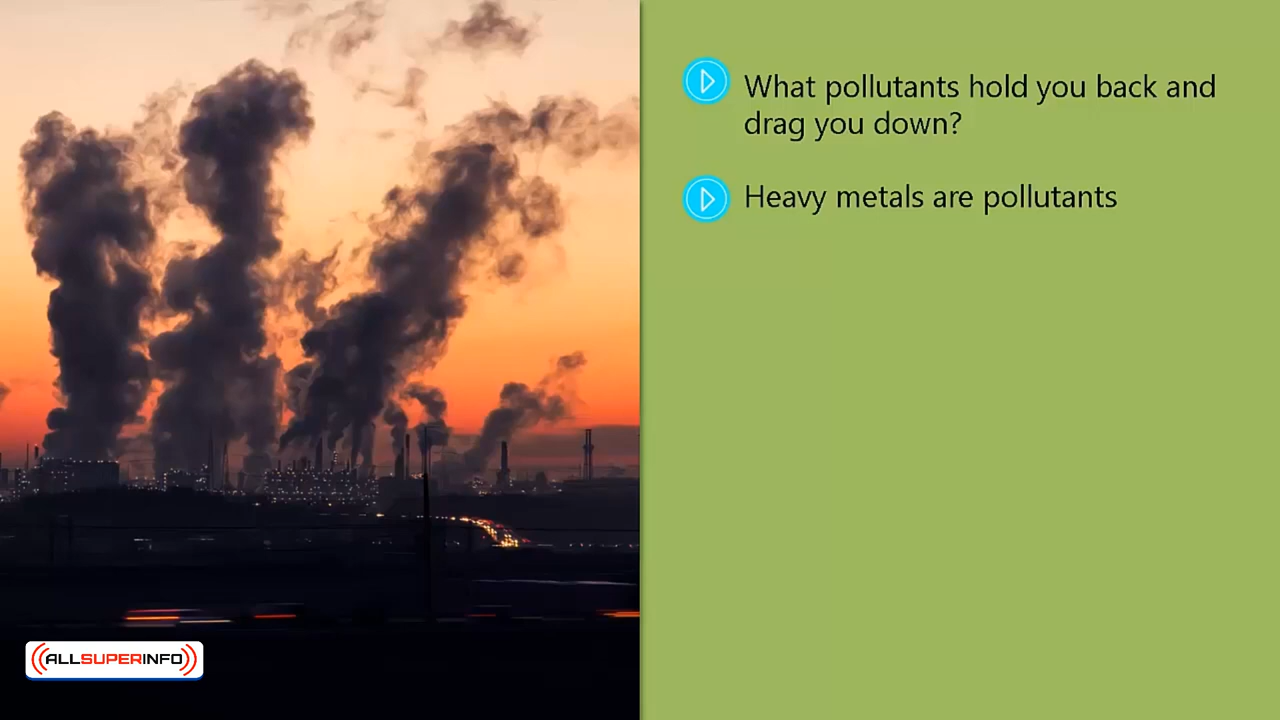 What pollutants hold you back and
drag you down?
Heavy metals are pollutants
ALLSUPERINFO